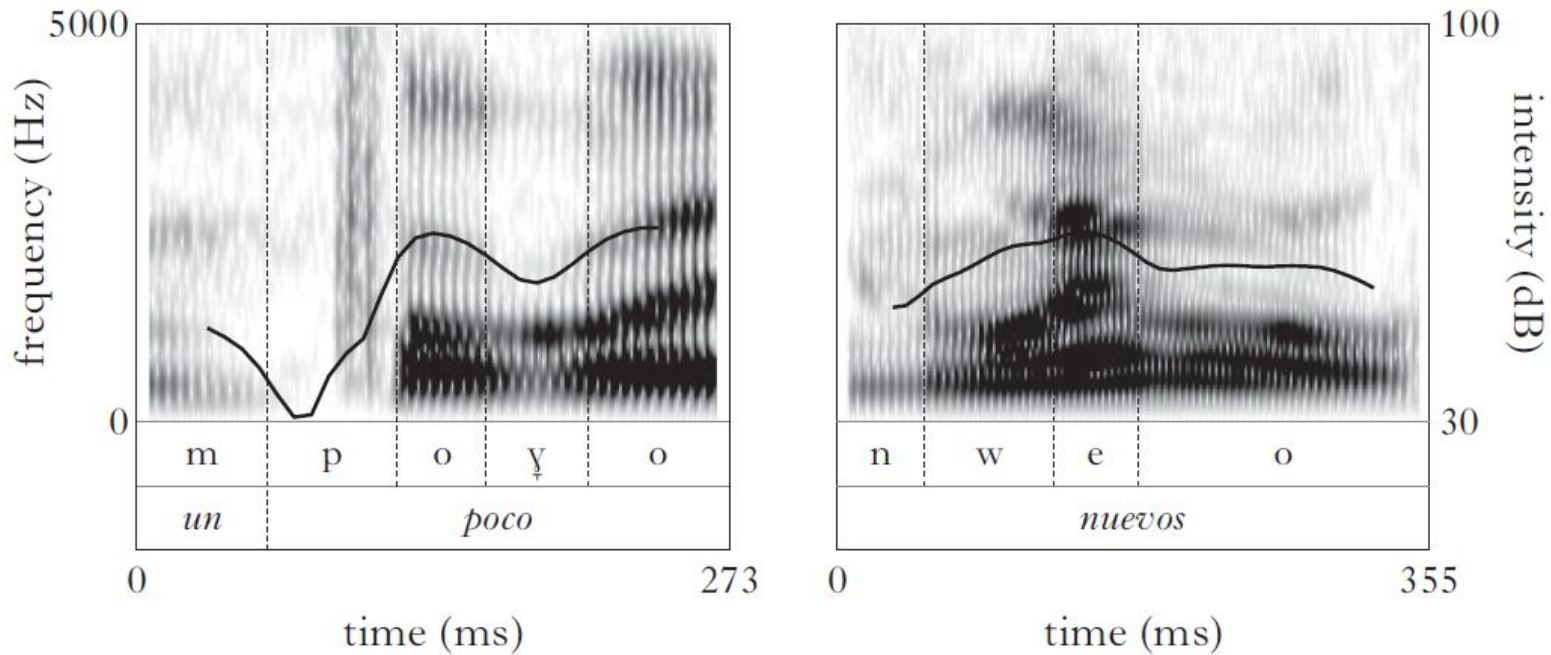 5000
frequency (Hz)
0
m p o ɣ̞ o
un poco
0 273
time (ms)
100
intensity (dB)
30
n w e o
nuevos
0 355
time (ms)